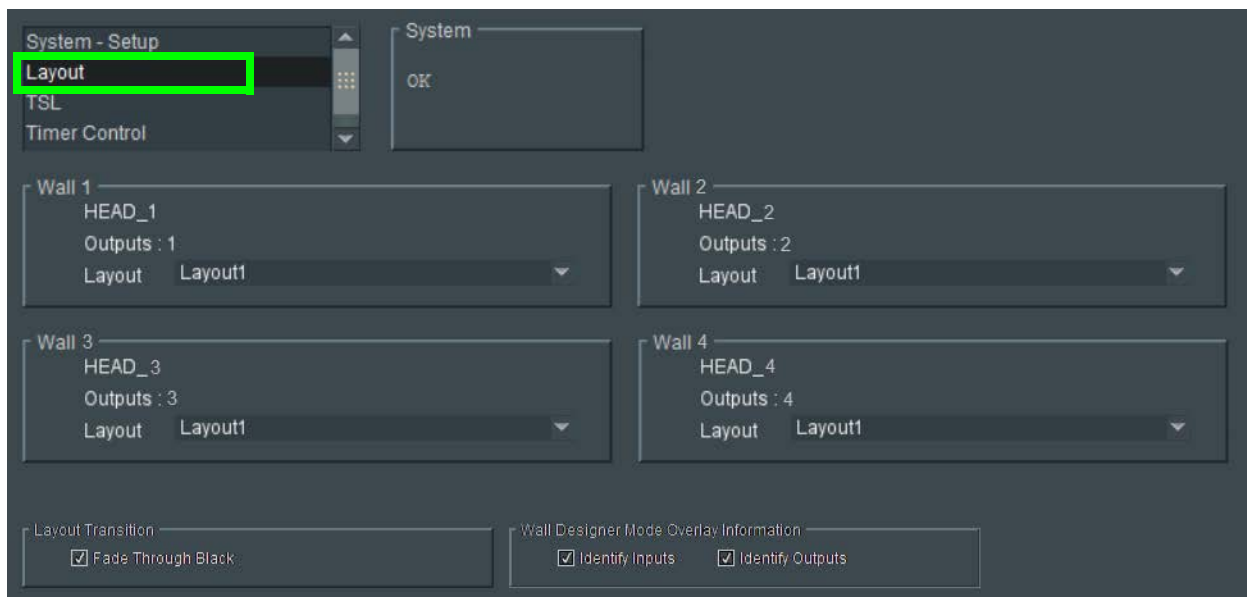 System - Setup
Layout
TSL
Timer Control
System
OK
Wall 1
HEAD_1
Outputs : 1
Layout Layout1
Wall 2
HEAD_2
Outputs : 2
Layout Layout1
Wall 3
HEAD_3
Outputs : 3
Layout Layout1
Wall 4
HEAD_4
Outputs : 4
Layout Layout1
Layout Transition
Fade Through Black
Wall Designer Mode Overlay Information
Identify Inputs Identify Outputs